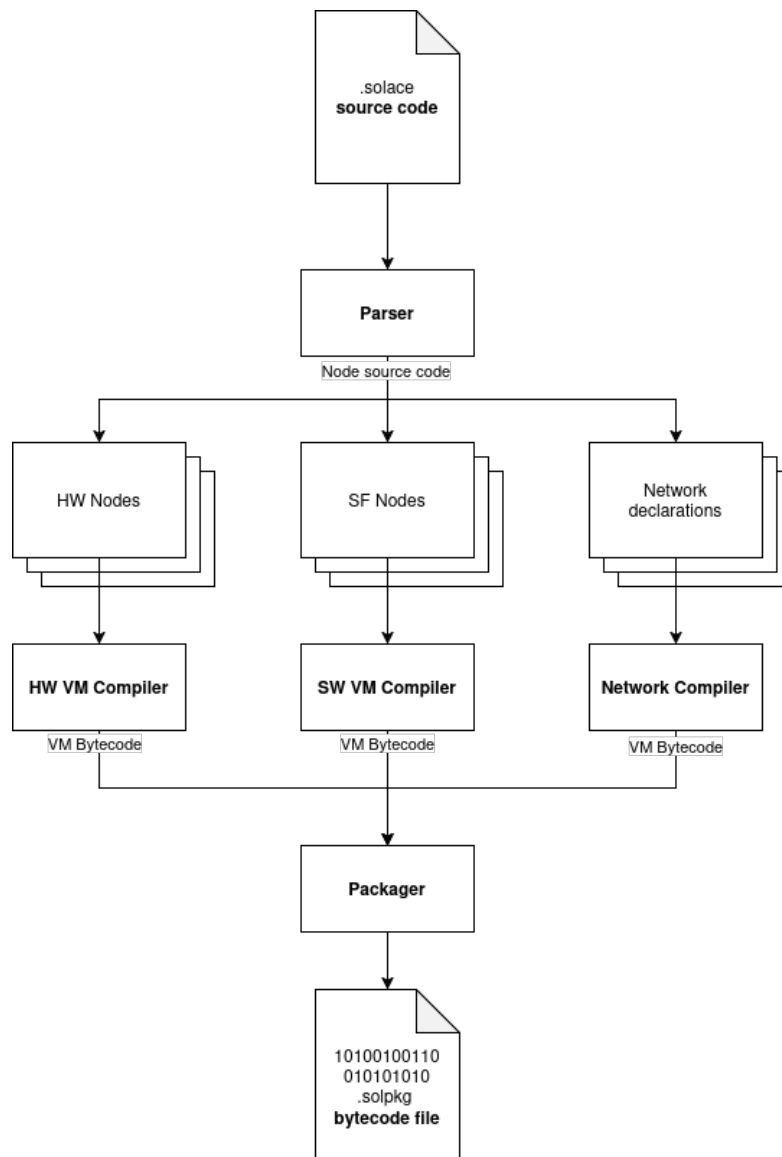 .solace
source code
Parser
Node source code
HW Nodes
SF Nodes
Network
declarations
HW VM Compiler
SW VM Compiler
Network Compiler
VM Bytecode
VM Bytecode
VM Bytecode
Packager
10100100110
010101010
.solpkg
bytecode file